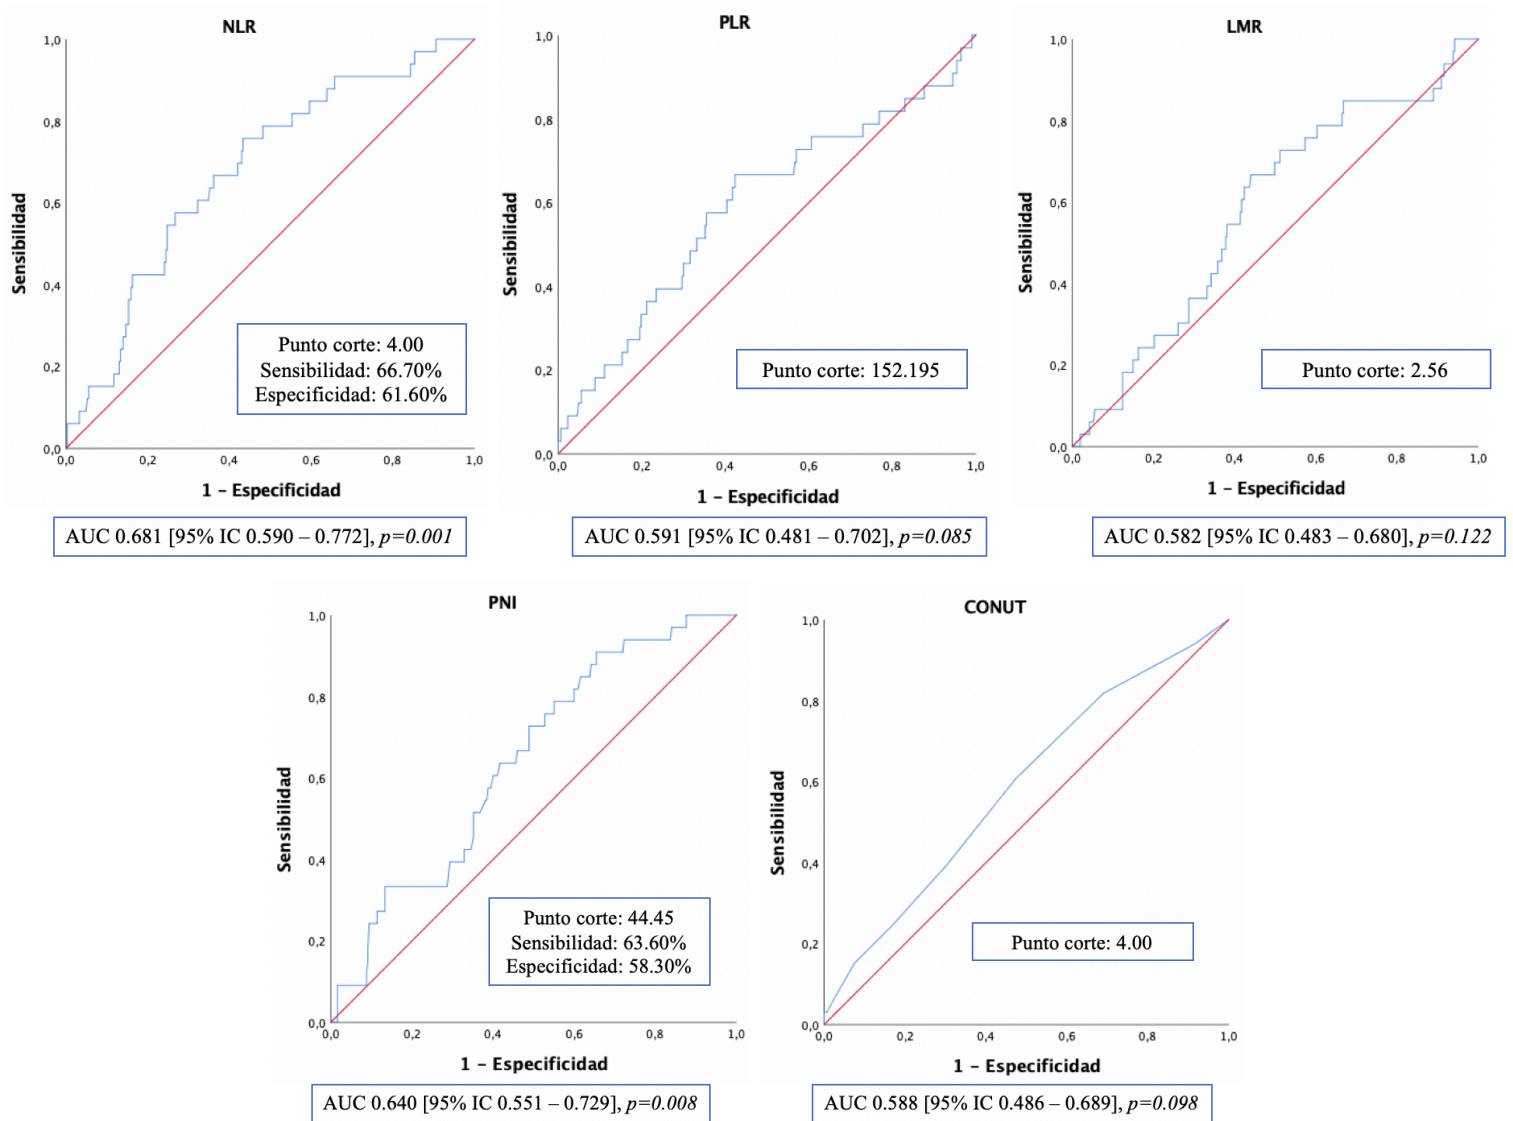 NLR
1,0
0,8
0,6
0,4
0,2
0,0
Sensibilidad
0,0 0,2 0,4 0,6 0,8 1,0
1 – Especificidad
Punto corte: 4.00
Sensibilidad: 66.70%
Especificidad: 61.60%
AUC 0.681 [95% IC 0.590 – 0.772], p=0.001
PLR
1,0
0,8
0,6
0,4
0,2
0,0
Sensibilidad
0,0 0,2 0,4 0,6 0,8 1,0
1 – Especificidad
Punto corte: 152.195
AUC 0.591 [95% IC 0.481 – 0.702], p=0.085
LMR
1,0
0,8
0,6
0,4
0,2
0,0
Sensibilidad
0,0 0,2 0,4 0,6 0,8 1,0
1 – Especificidad
Punto corte: 2.56
AUC 0.582 [95% IC 0.483 – 0.680], p=0.122
PNI
1,0
0,8
0,6
0,4
0,2
0,0
Sensibilidad
0,0 0,2 0,4 0,6 0,8 1,0
1 – Especificidad
Punto corte: 44.45
Sensibilidad: 63.60%
Especificidad: 58.30%
AUC 0.640 [95% IC 0.551 – 0.729], p=0.008
CONUT
1,0
0,8
0,6
0,4
0,2
0,0
Sensibilidad
0,0 0,2 0,4 0,6 0,8 1,0
1 – Especificidad
Punto corte: 4.00
AUC 0.588 [95% IC 0.486 – 0.689], p=0.098